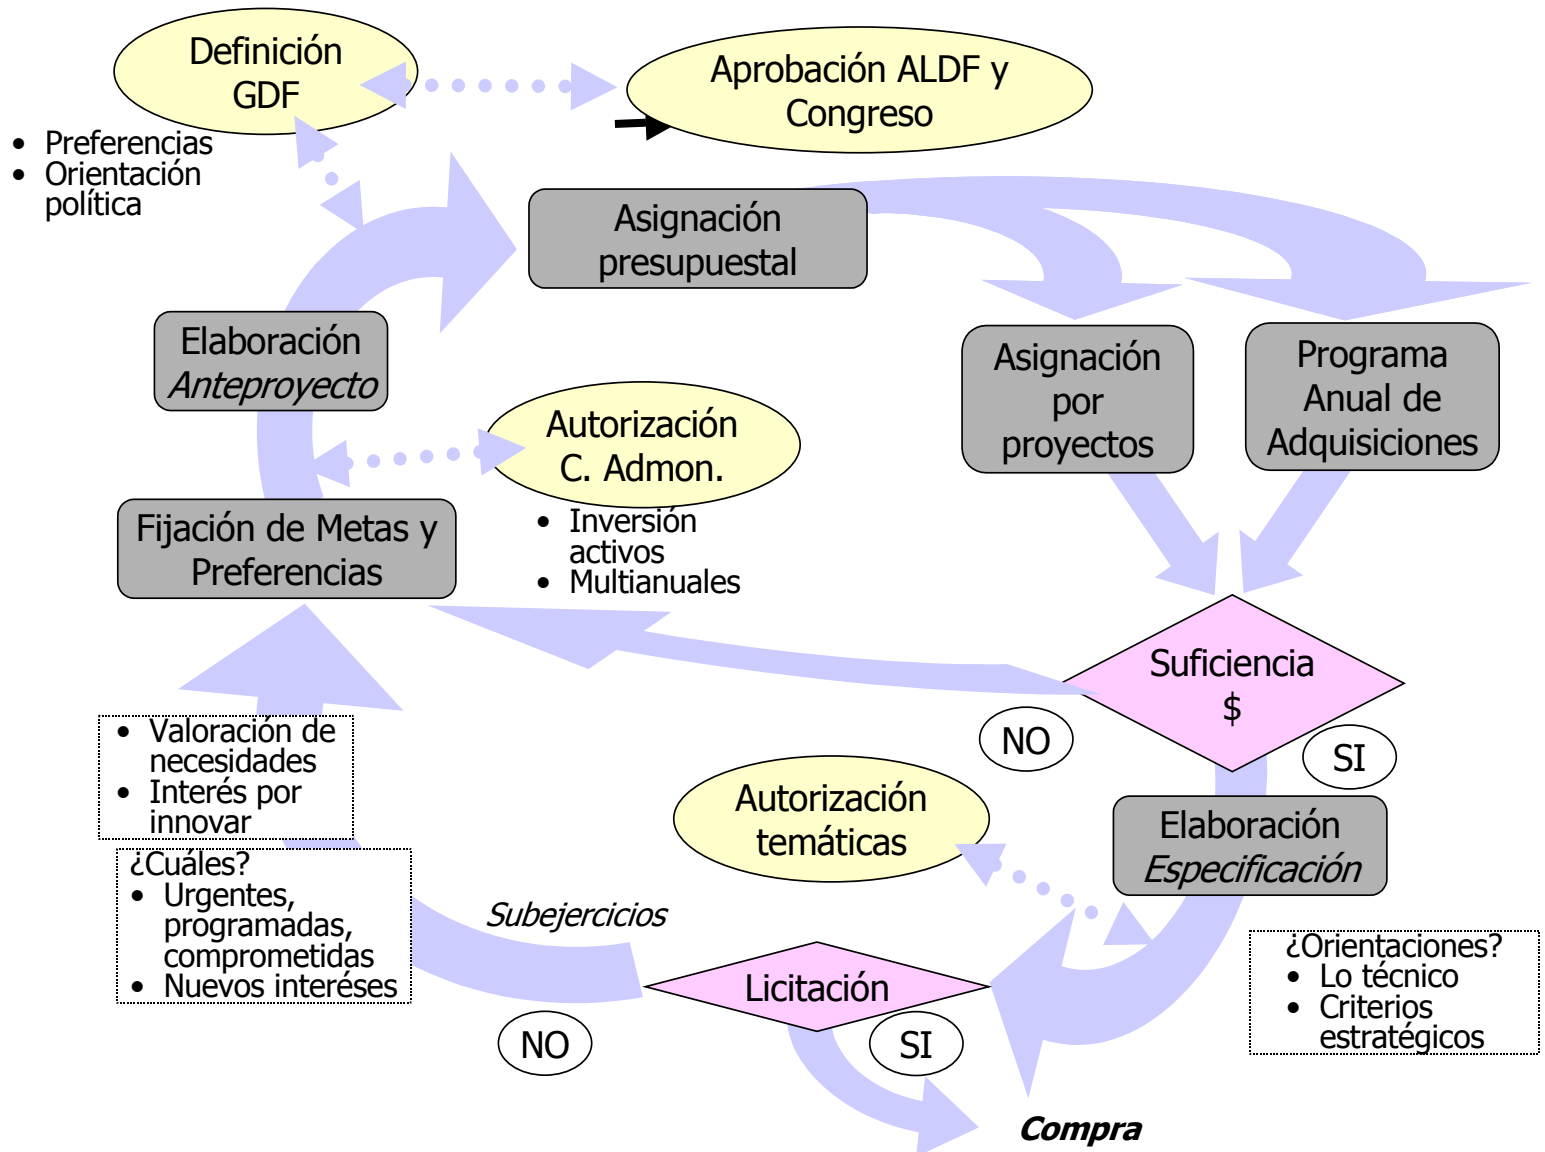 Definición
GDF
Aprobación ALDF y
Congreso
• Preferencias
• Orientación
política
Asignación
presupuestal
Elaboración
Anteproyecto
Asignación
por
proyectos
Programa
Anual de
Adquisiciones
Autorización
C. Admon.
• Inversión
activos
• Multianuales
Fijación de Metas y
Preferencias
Suficiencia
$
NO
SI
• Valoración de
necesidades
• Interés por
innovar
Autorización
temáticas
Elaboración
Especificación
¿Cuáles?
• Urgentes,
programadas,
comprometidas
• Nuevos interéses
Subejercicios
Licitación
¿Orientaciones?
• Lo técnico
• Criterios
estratégicos
NO
SI
Compra